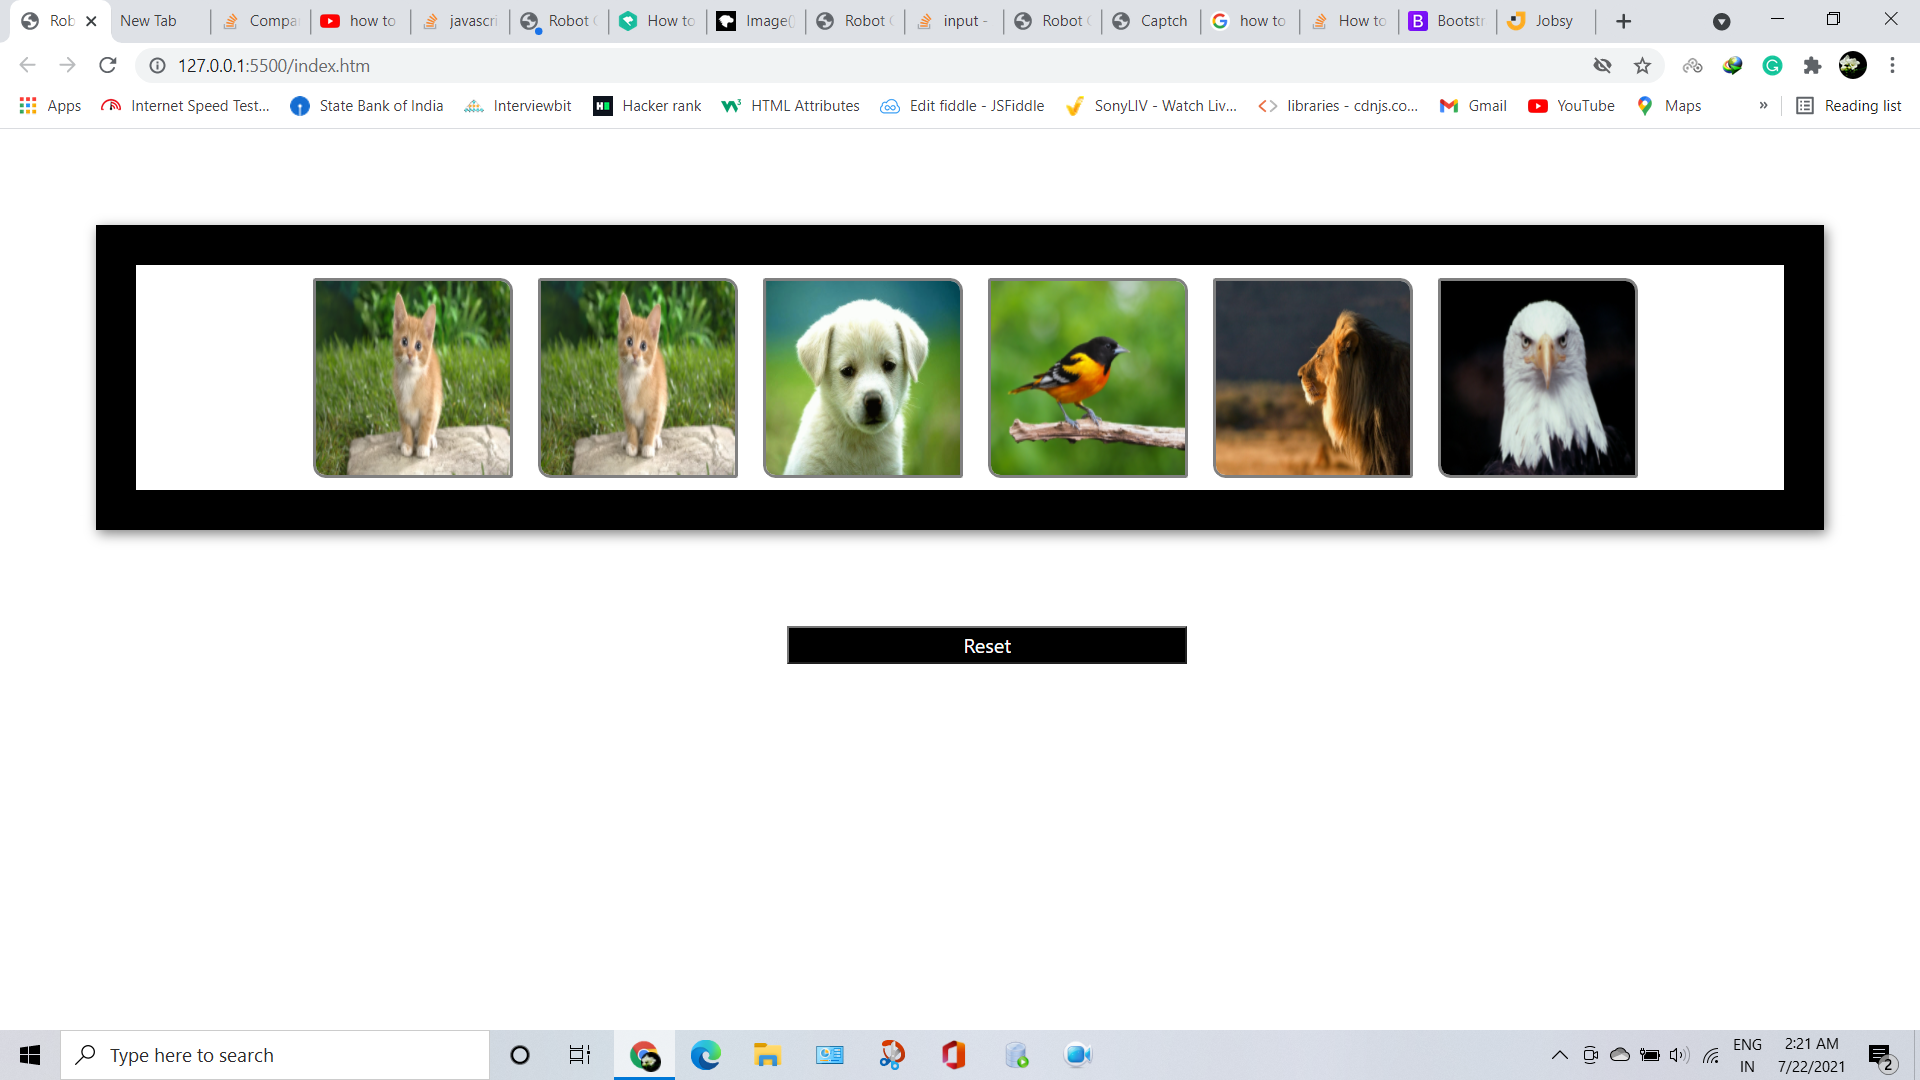 Rob
New Tab
Compa
how to
javascri
Robot
How to
Image(
Robot
input -
Robot
Captch
how to
How to
Bootstr
Jobsy
127.0.0.1:5500/index.htm
Apps
Internet Speed Test...
State Bank of India
Interviewbit
Hacker rank
HTML Attributes
Edit fiddle - JSFiddle
SonyLIV - Watch Liv...
libraries - cdnjs.co...
Gmail
YouTube
Maps
»
Reading list
Reset
Type here to search
ENG
IN
2:21 AM
7/22/2021
2